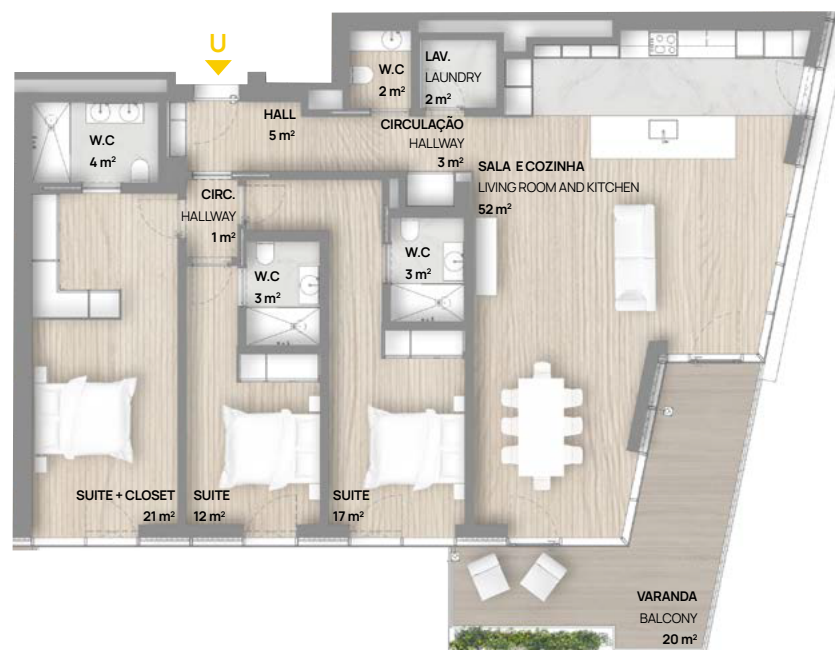 U
W.C
2 m²
LAV.
LAUNDRY
2 m²
HALL
5 m²
CIRCULAÇÃO
HALLWAY
3 m²
W.C
4 m²
SALA E COZINHA
LIVING ROOM AND KITCHEN
52 m²
CIRC.
HALLWAY
1 m²
W.C
3 m²
W.C
3 m²
SUITE + CLOSET
21 m²
SUITE
12 m²
SUITE
17 m²
VARANDA
BALCONY
20 m²